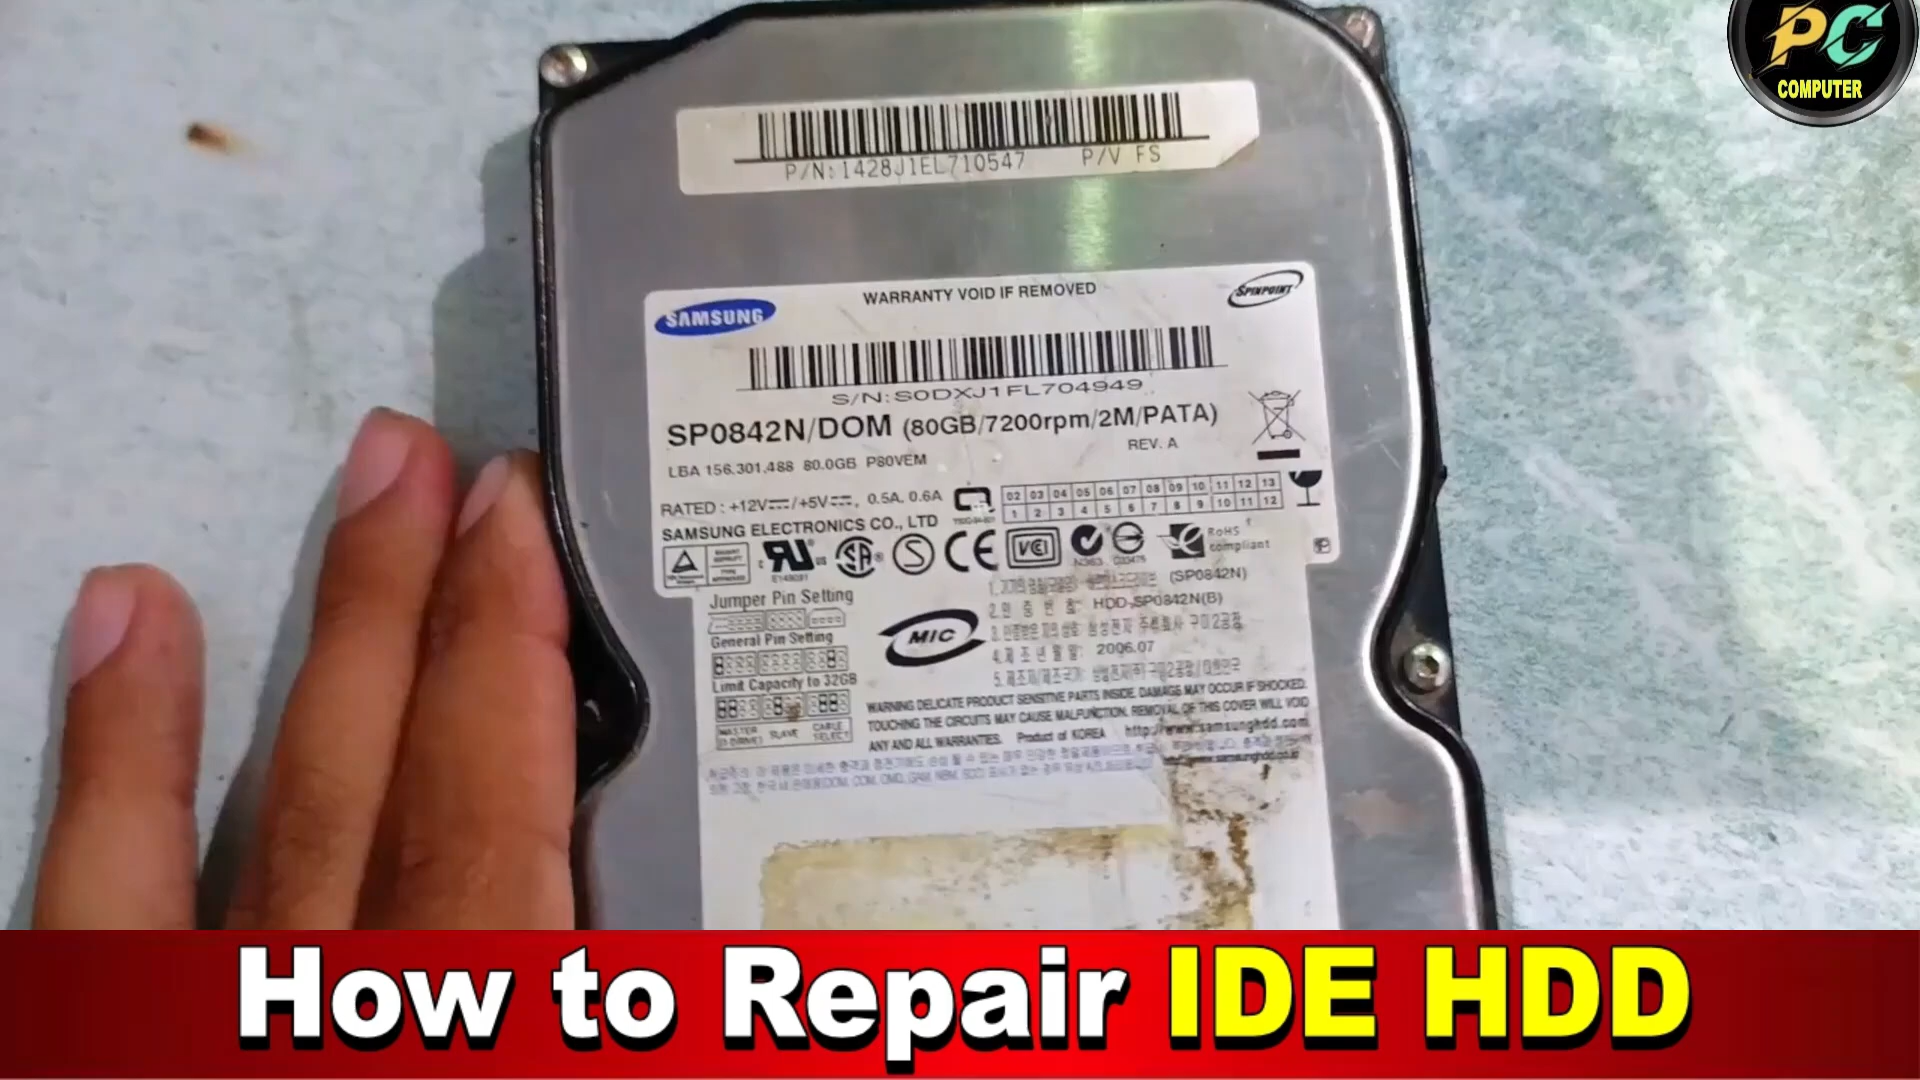 PC
COMPUTER
P/N:1428J1EL710547 P/V FS
SAMSUNG
WARRANTY VOID IF REMOVED
SPINPOINT
S/N:S0DXJ1FL704949
SP0842N/DOM (80GB/7200rpm/2M/PATA)
REV. A
LBA 156.301.488 80.0GB P80VEM
RATED : +12V /+5V , 0.5A, 0.6A
02 03 04 05 06 07 08 09 10 11 12 13
1 2 3 4 5 6 7 8 9 10 11 12
SAMSUNG ELECTRONICS CO., LTD
RoHS
compliant
VCI
N363
(SP0842N)
Jumper Pin Setting
HDD-SP0842N(B)
General Pin Setting
MIC
2006.07
Limit Capacity to 32GB
SLAVE
CABLE
SELECT
WARNING DELICATE PRODUCT SENSITIVE PARTS INSIDE. DAMAGE MAY OCCUR IF SHOCKED.
TOUCHING THE CIRCUITS MAY CAUSE MALFUNCTION. REMOVAL OF THIS COVER WILL VOID
ANY AND ALL WARRANTIES. Product of KOREA http://www.samsunghdd.com
How to Repair IDE HDD